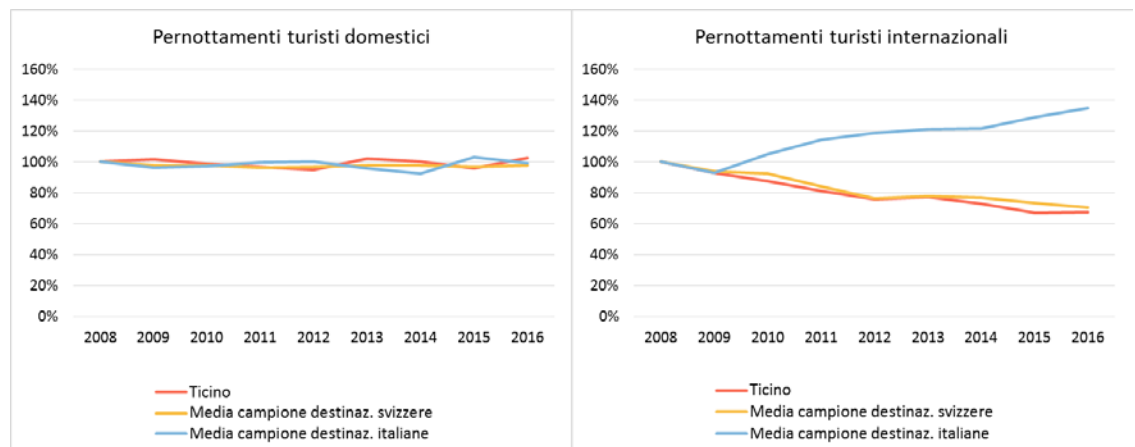 Pernottamenti turisti domestici
160%
140%
120%
100%
80%
60%
40%
20%
0%
2008 2009 2010 2011 2012 2013 2014 2015 2016
Ticino
Media campione destinaz. svizzere
Media campione destinaz. italiane
Pernottamenti turisti internazionali
160%
140%
120%
100%
80%
60%
40%
20%
0%
2008 2009 2010 2011 2012 2013 2014 2015 2016
Ticino
Media campione destinaz. svizzere
Media campione destinaz. italiane